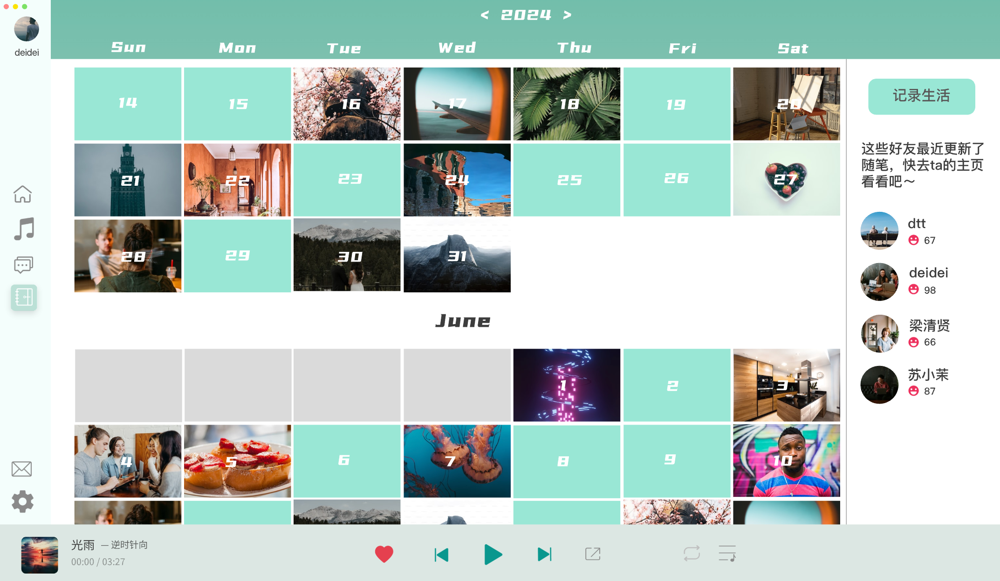 deidei
< 2024 >
Sun Mon Tue Wed Thu Fri Sat
14 15 16 17 18 19 20
21 22 23 24 25 26 27
28 29 30 31
June
1 2 3
4 5 6 7 8 9 10
记录生活
这些好友最近更新了
随笔，快去ta的主页
看看吧～
dtt
67
deidei
98
梁清贤
66
苏小茉
87
光雨 — 逆时针向
00:00 / 03:27